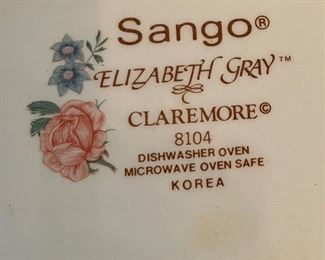 Sango®
ELIZABETH GRAY™
CLAREMORE©
8104
DISHWASHER OVEN
MICROWAVE OVEN SAFE
KOREA